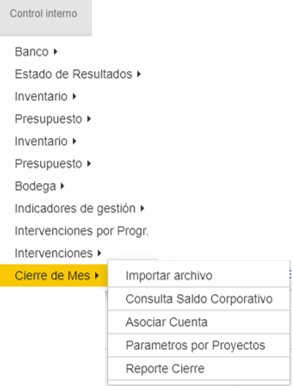 Control interno
Banco
Estado de Resultados
Inventario
Presupuesto
Inventario
Presupuesto
Bodega
Indicadores de gestión
Intervenciones por Progr.
Intervenciones
Cierre de Mes
Importar archivo
Consulta Saldo Corporativo
Asociar Cuenta
Parametros por Proyectos
Reporte Cierre